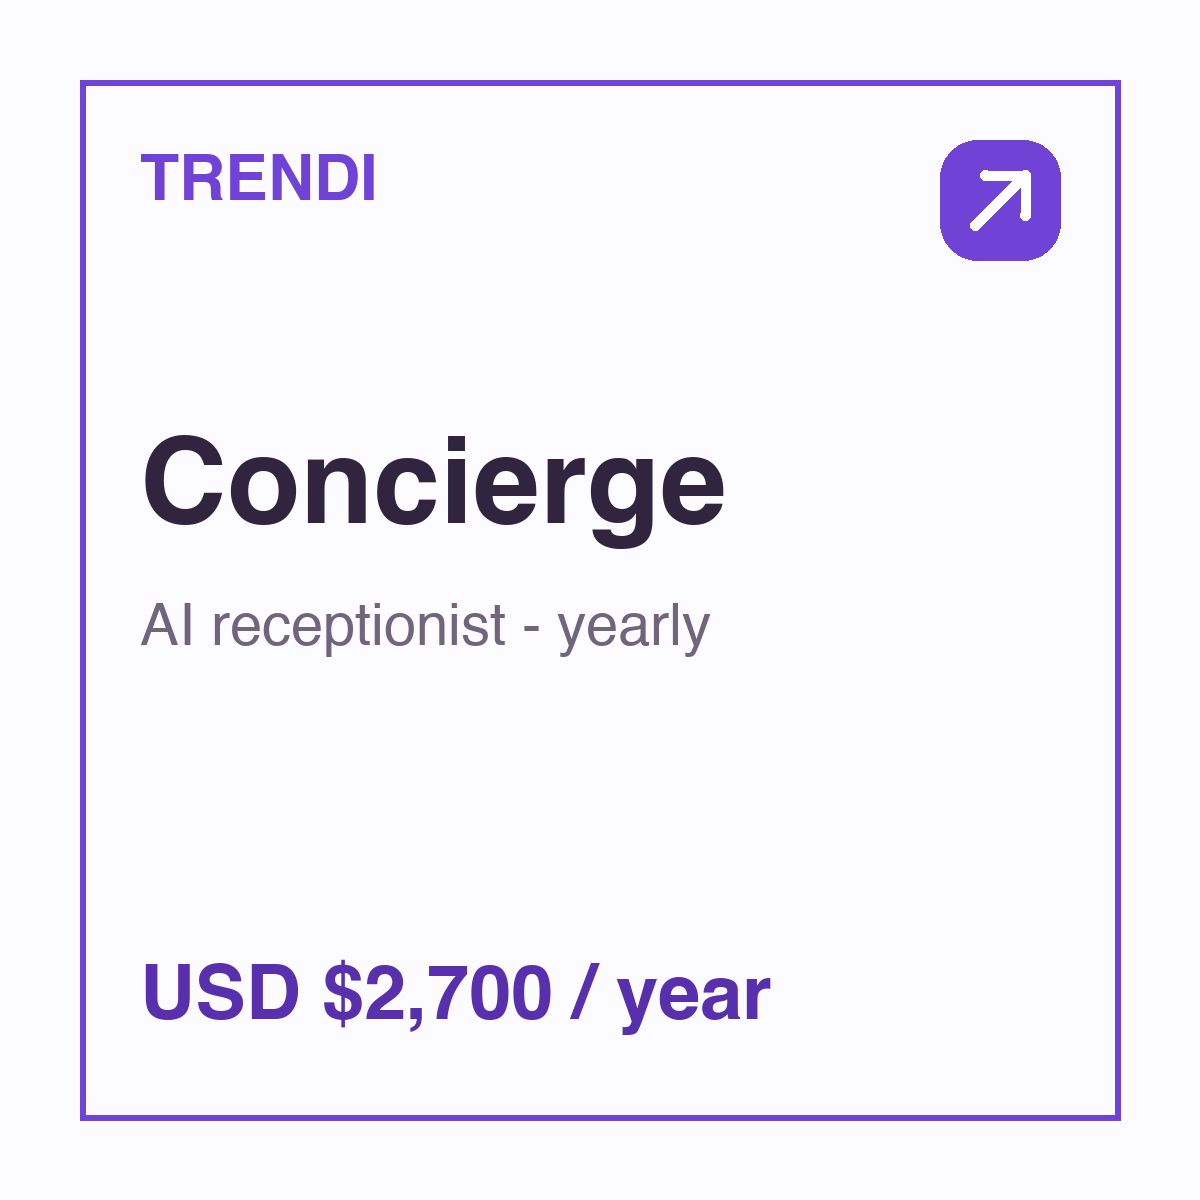 TRENDI
Concierge
AI receptionist - yearly
USD $2,700 / year